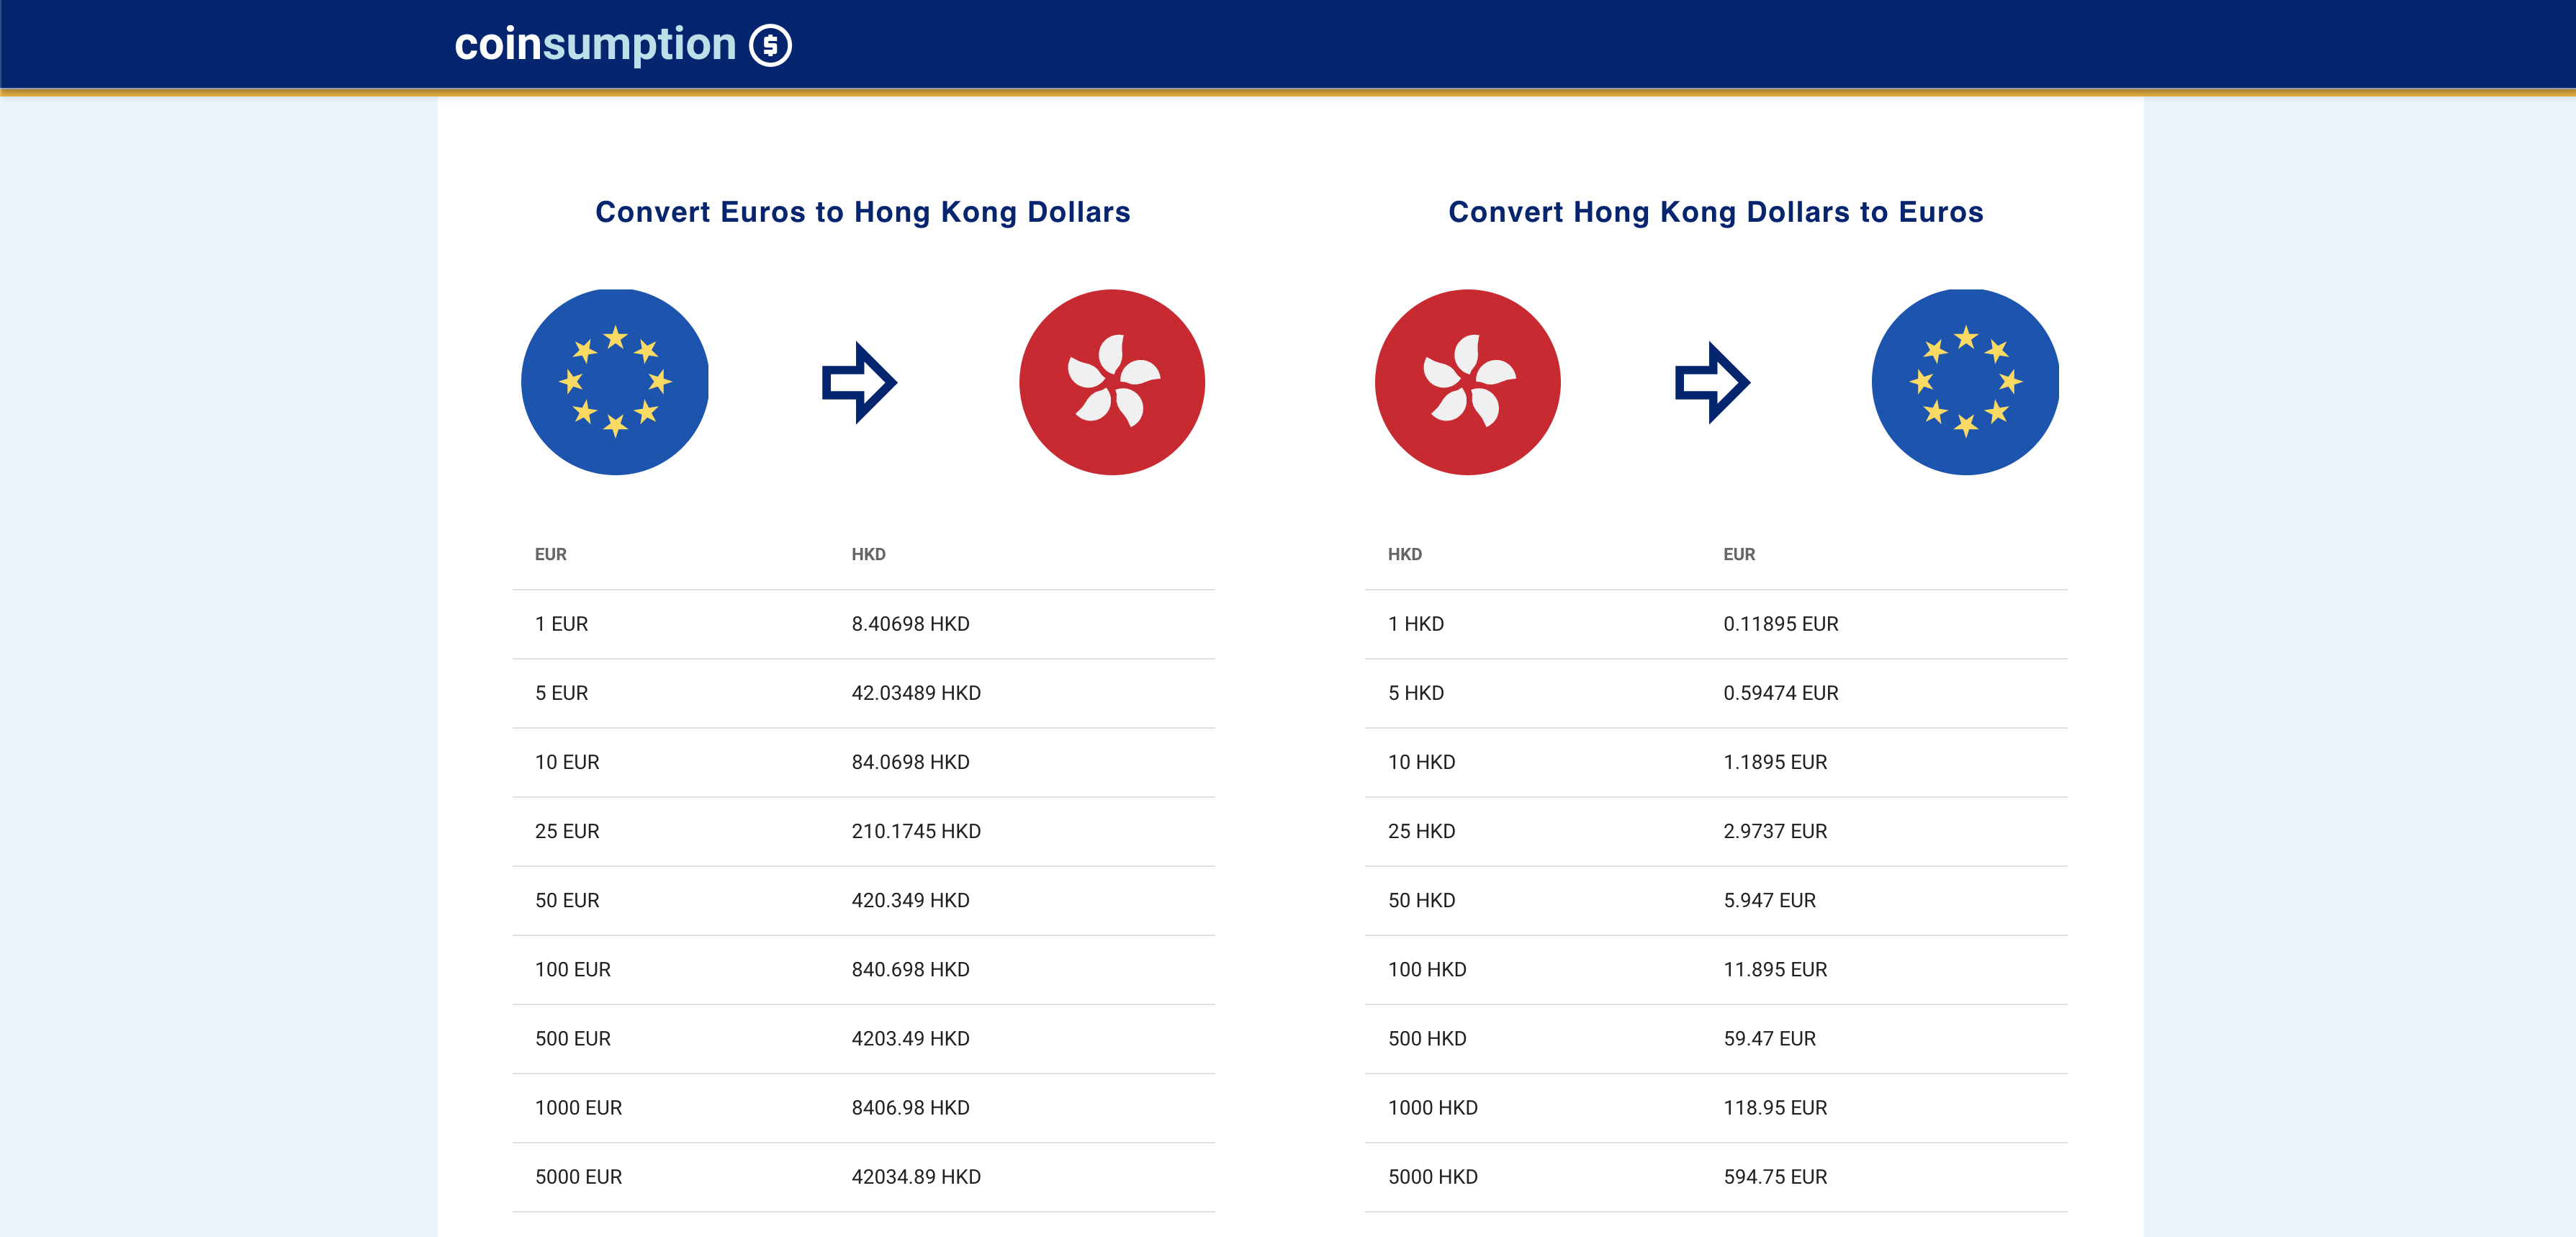 coinsumption
Convert Euros to Hong Kong Dollars
EUR HKD
1 EUR 8.40698 HKD
5 EUR 42.03489 HKD
10 EUR 84.0698 HKD
25 EUR 210.1745 HKD
50 EUR 420.349 HKD
100 EUR 840.698 HKD
500 EUR 4203.49 HKD
1000 EUR 8406.98 HKD
5000 EUR 42034.89 HKD
Convert Hong Kong Dollars to Euros
HKD EUR
1 HKD 0.11895 EUR
5 HKD 0.59474 EUR
10 HKD 1.1895 EUR
25 HKD 2.9737 EUR
50 HKD 5.947 EUR
100 HKD 11.895 EUR
500 HKD 59.47 EUR
1000 HKD 118.95 EUR
5000 HKD 594.75 EUR